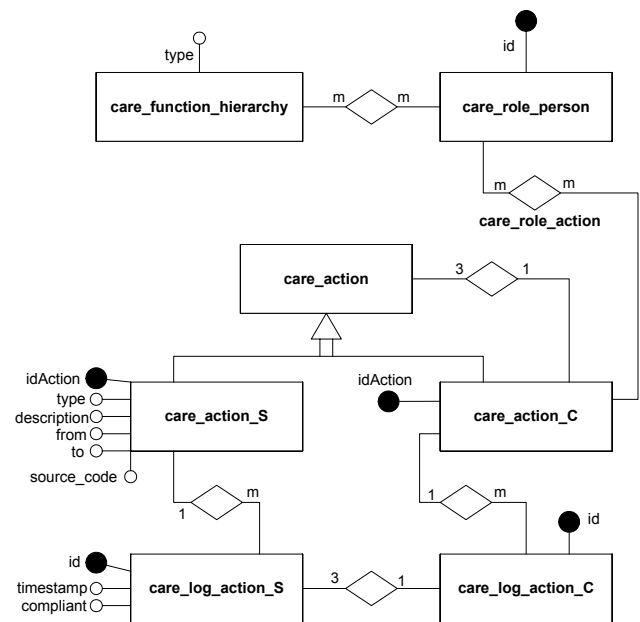 id
type
care_function_hierarchy
m
m
care_role_person
m
m
care_role_action
care_action
3
1
idAction
type
description
from
to
source_code
care_action_S
idAction
care_action_C
1
m
1
m
id
id
timestamp
compliant
care_log_action_S
3
1
care_log_action_C